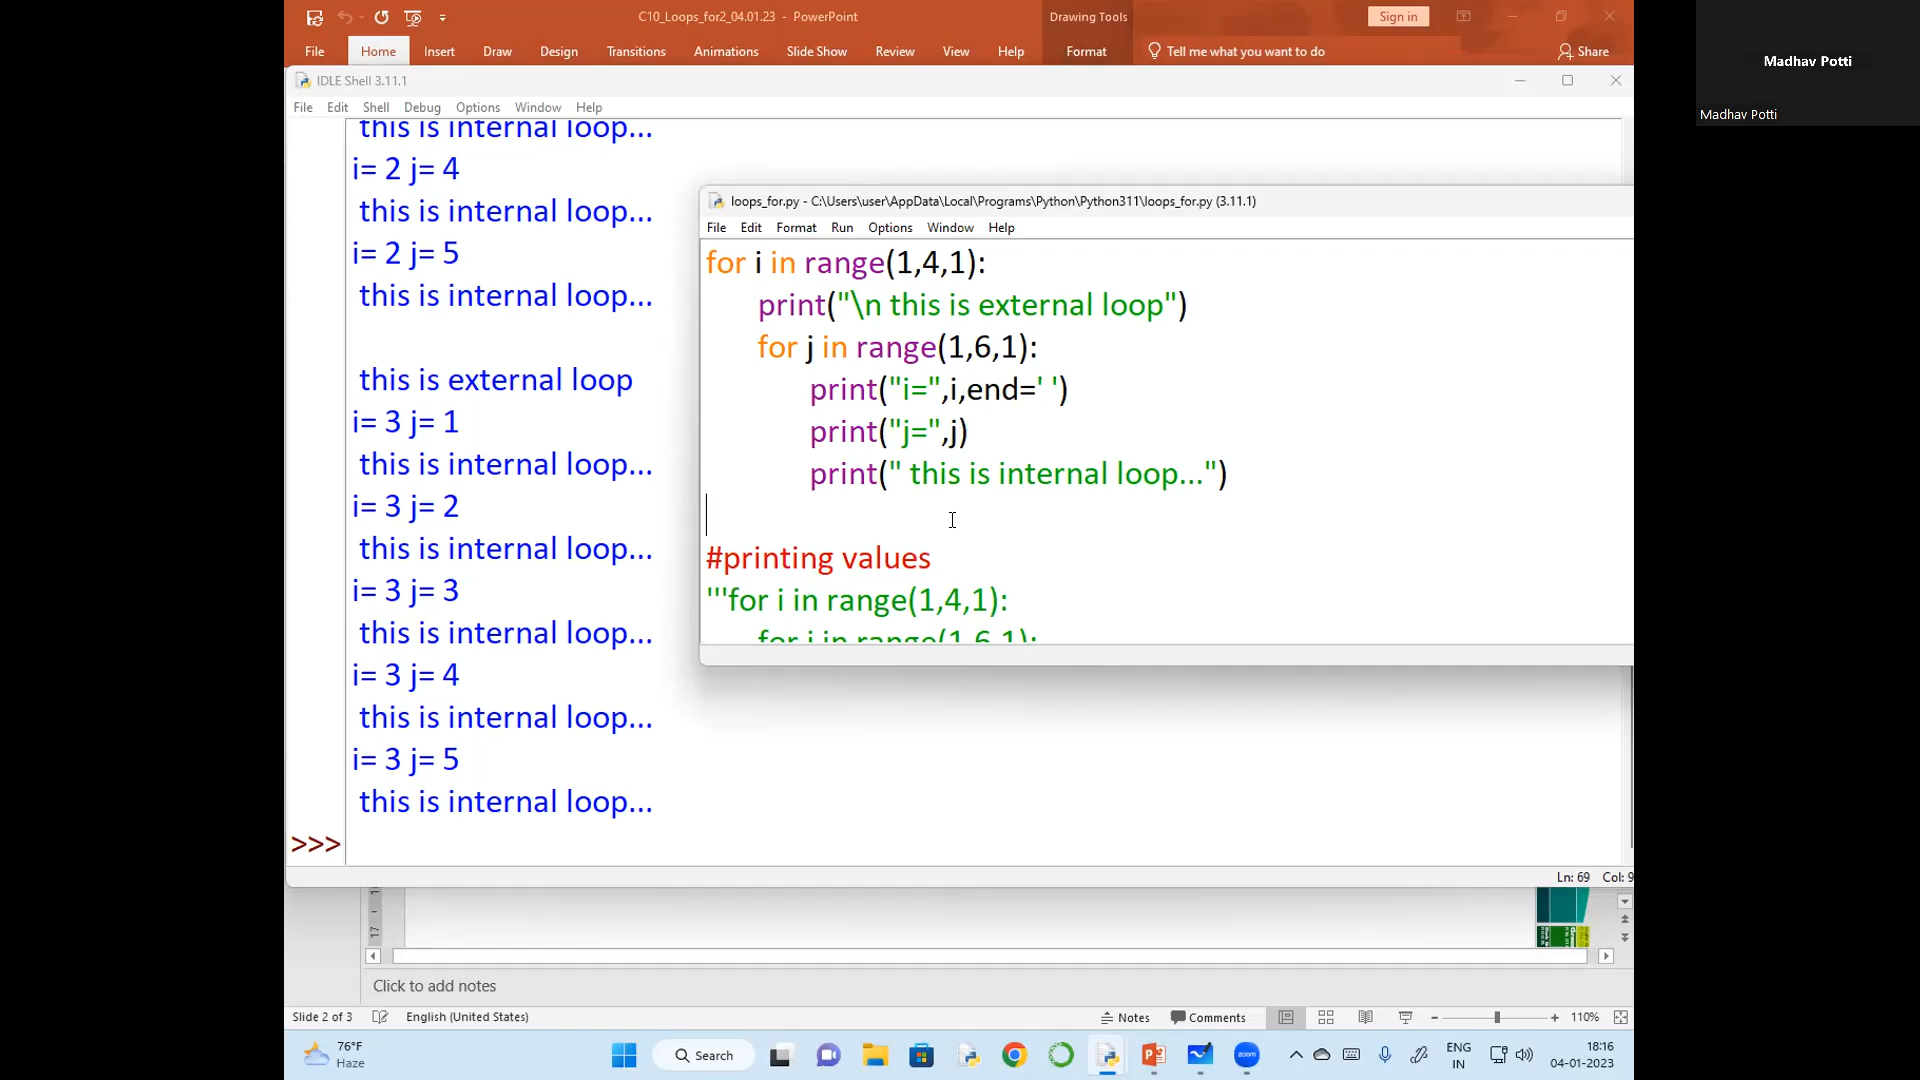 C10_Loops_for2_04.01.23 - PowerPoint
Drawing Tools
Sign in
File Home Insert Draw Design Transitions Animations Slide Show Review View Help Format Tell me what you want to do Share
IDLE Shell 3.11.1
File Edit Shell Debug Options Window Help
this is internal loop...
i= 2 j= 4
this is internal loop...
i= 2 j= 5
this is internal loop...
this is external loop
i= 3 j= 1
this is internal loop...
i= 3 j= 2
this is internal loop...
i= 3 j= 3
this is internal loop...
i= 3 j= 4
this is internal loop...
i= 3 j= 5
this is internal loop...
>>>
Ln: 69 Col: 9
loops_for.py - C:\Users\user\AppData\Local\Programs\Python\Python311\loops_for.py (3.11.1)
File Edit Format Run Options Window Help
for i in range(1,4,1):
print("\n this is external loop")
for j in range(1,6,1):
print("i=",i,end=' ')
print("j=",j)
print(" this is internal loop...")
#printing values
'''for i in range(1,4,1):
for j in range(1,6,1):
Click to add notes
Slide 2 of 3 English (United States) Notes Comments 110%
76°F
Haze
Search
zoom
ENG
IN
18:16
04-01-2023
Madhav Potti
Madhav Potti